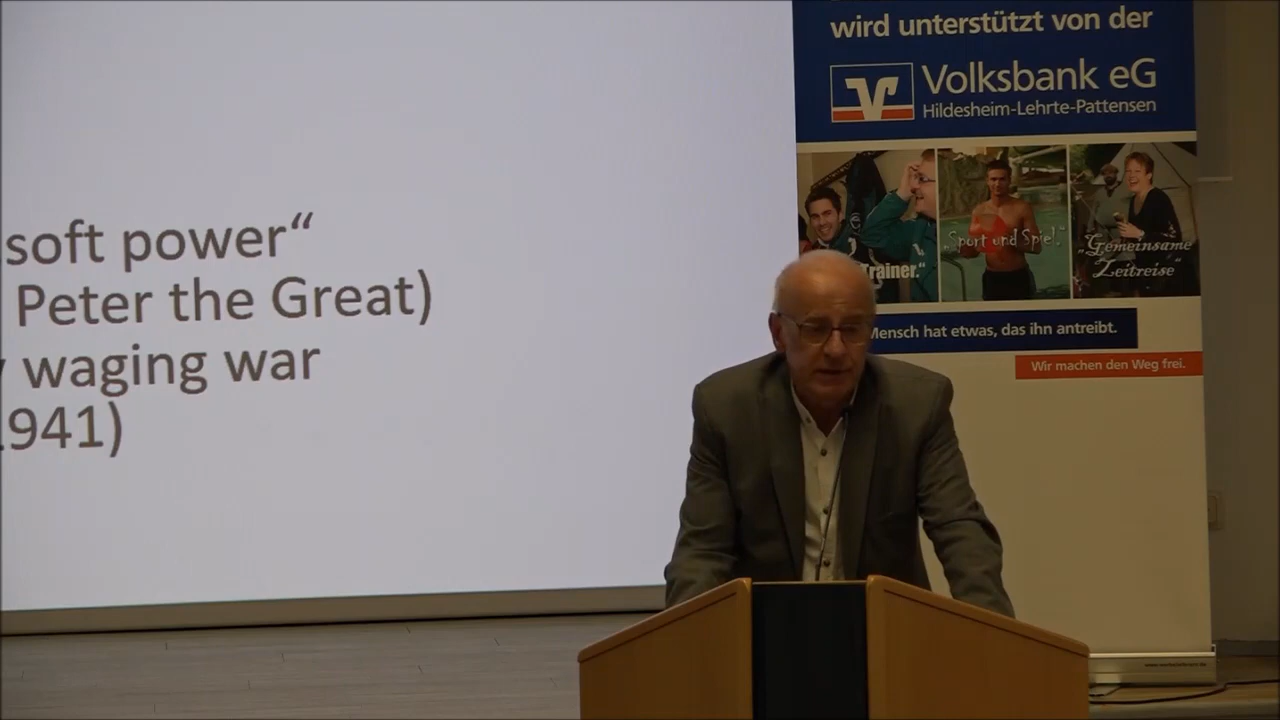 soft power“
Peter the Great)
waging war
1941)
wird unterstützt von der
Volksbank eG
Hildesheim-Lehrte-Pattensen
Trainer.“
„Sport und Spiel.“
„Gemeinsame
Zeitreise“
Mensch hat etwas, das ihn antreibt.
Wir machen den Weg frei.